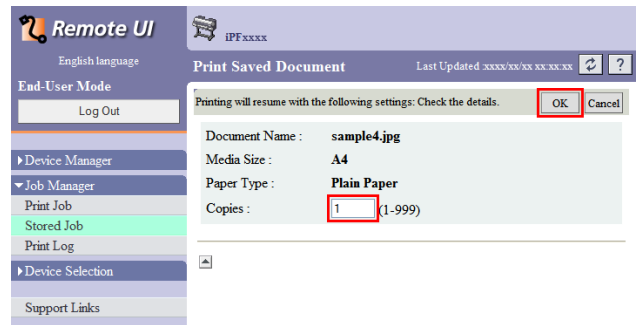 Remote UI
English language
End-User Mode
Log Out
Device Manager
Job Manager
Print Job
Stored Job
Print Log
Device Selection
Support Links
iPFxxxx
Print Saved Document Last Updated :xxxx/xx/xx xx:xx:xx ?
Printing will resume with the following settings: Check the details. OK Cancel
Document Name : sample4.jpg
Media Size : A4
Paper Type : Plain Paper
Copies : 1 (1-999)